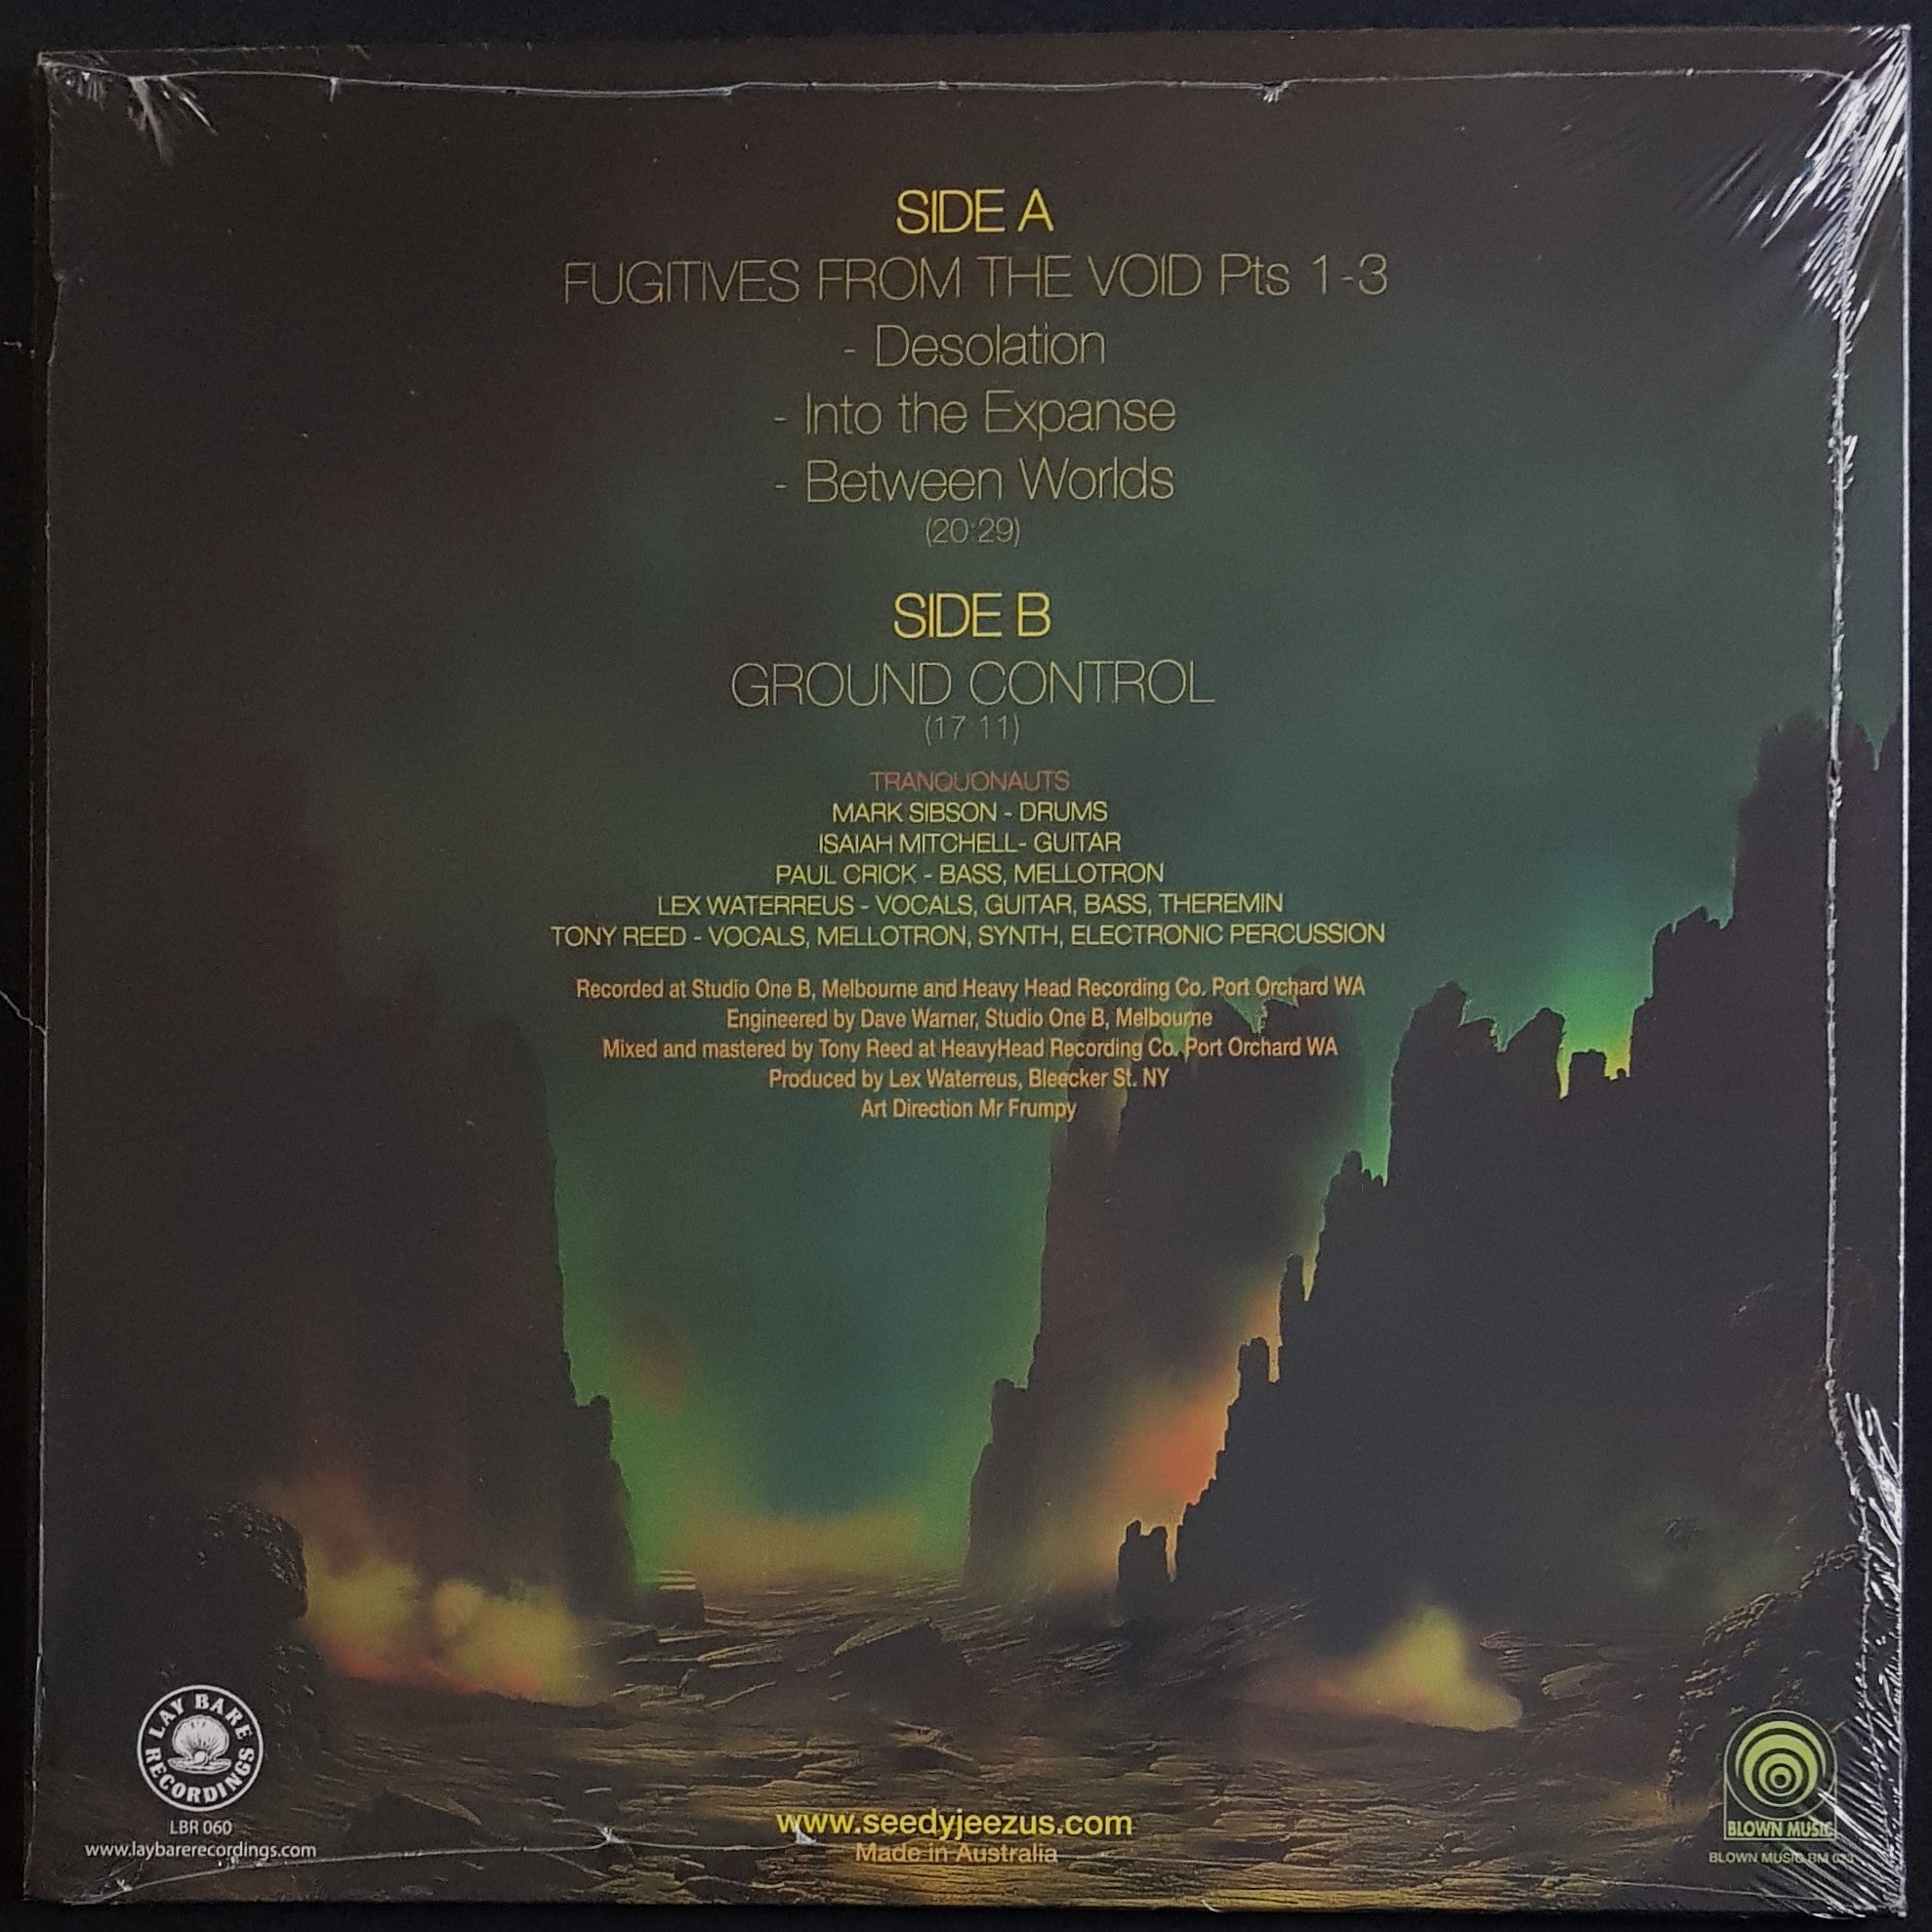 SIDE A
FUGITIVES FROM THE VOID Pts 1-3
- Desolation
- Into the Expanse
- Between Worlds
(20:29)
SIDE B
GROUND CONTROL
(17:11)
TRANQUONAUTS
MARK SIBSON - DRUMS
ISAIAH MITCHELL- GUITAR
PAUL CRICK - BASS, MELLOTRON
LEX WATERREUS - VOCALS, GUITAR, BASS, THEREMIN
TONY REED - VOCALS, MELLOTRON, SYNTH, ELECTRONIC PERCUSSION
Recorded at Studio One B, Melbourne and Heavy Head Recording Co. Port Orchard WA
Engineered by Dave Warner, Studio One B, Melbourne
Mixed and mastered by Tony Reed at HeavyHead Recording Co. Port Orchard WA
Produced by Lex Waterreus, Bleecker St. NY
Art Direction Mr Frumpy
LAY BARE RECORDINGS
LBR 060
www.laybarerecordings.com
www.seedyjeezus.com
Made in Australia
BLOWN MUSIC
BLOWN MUSIC BM